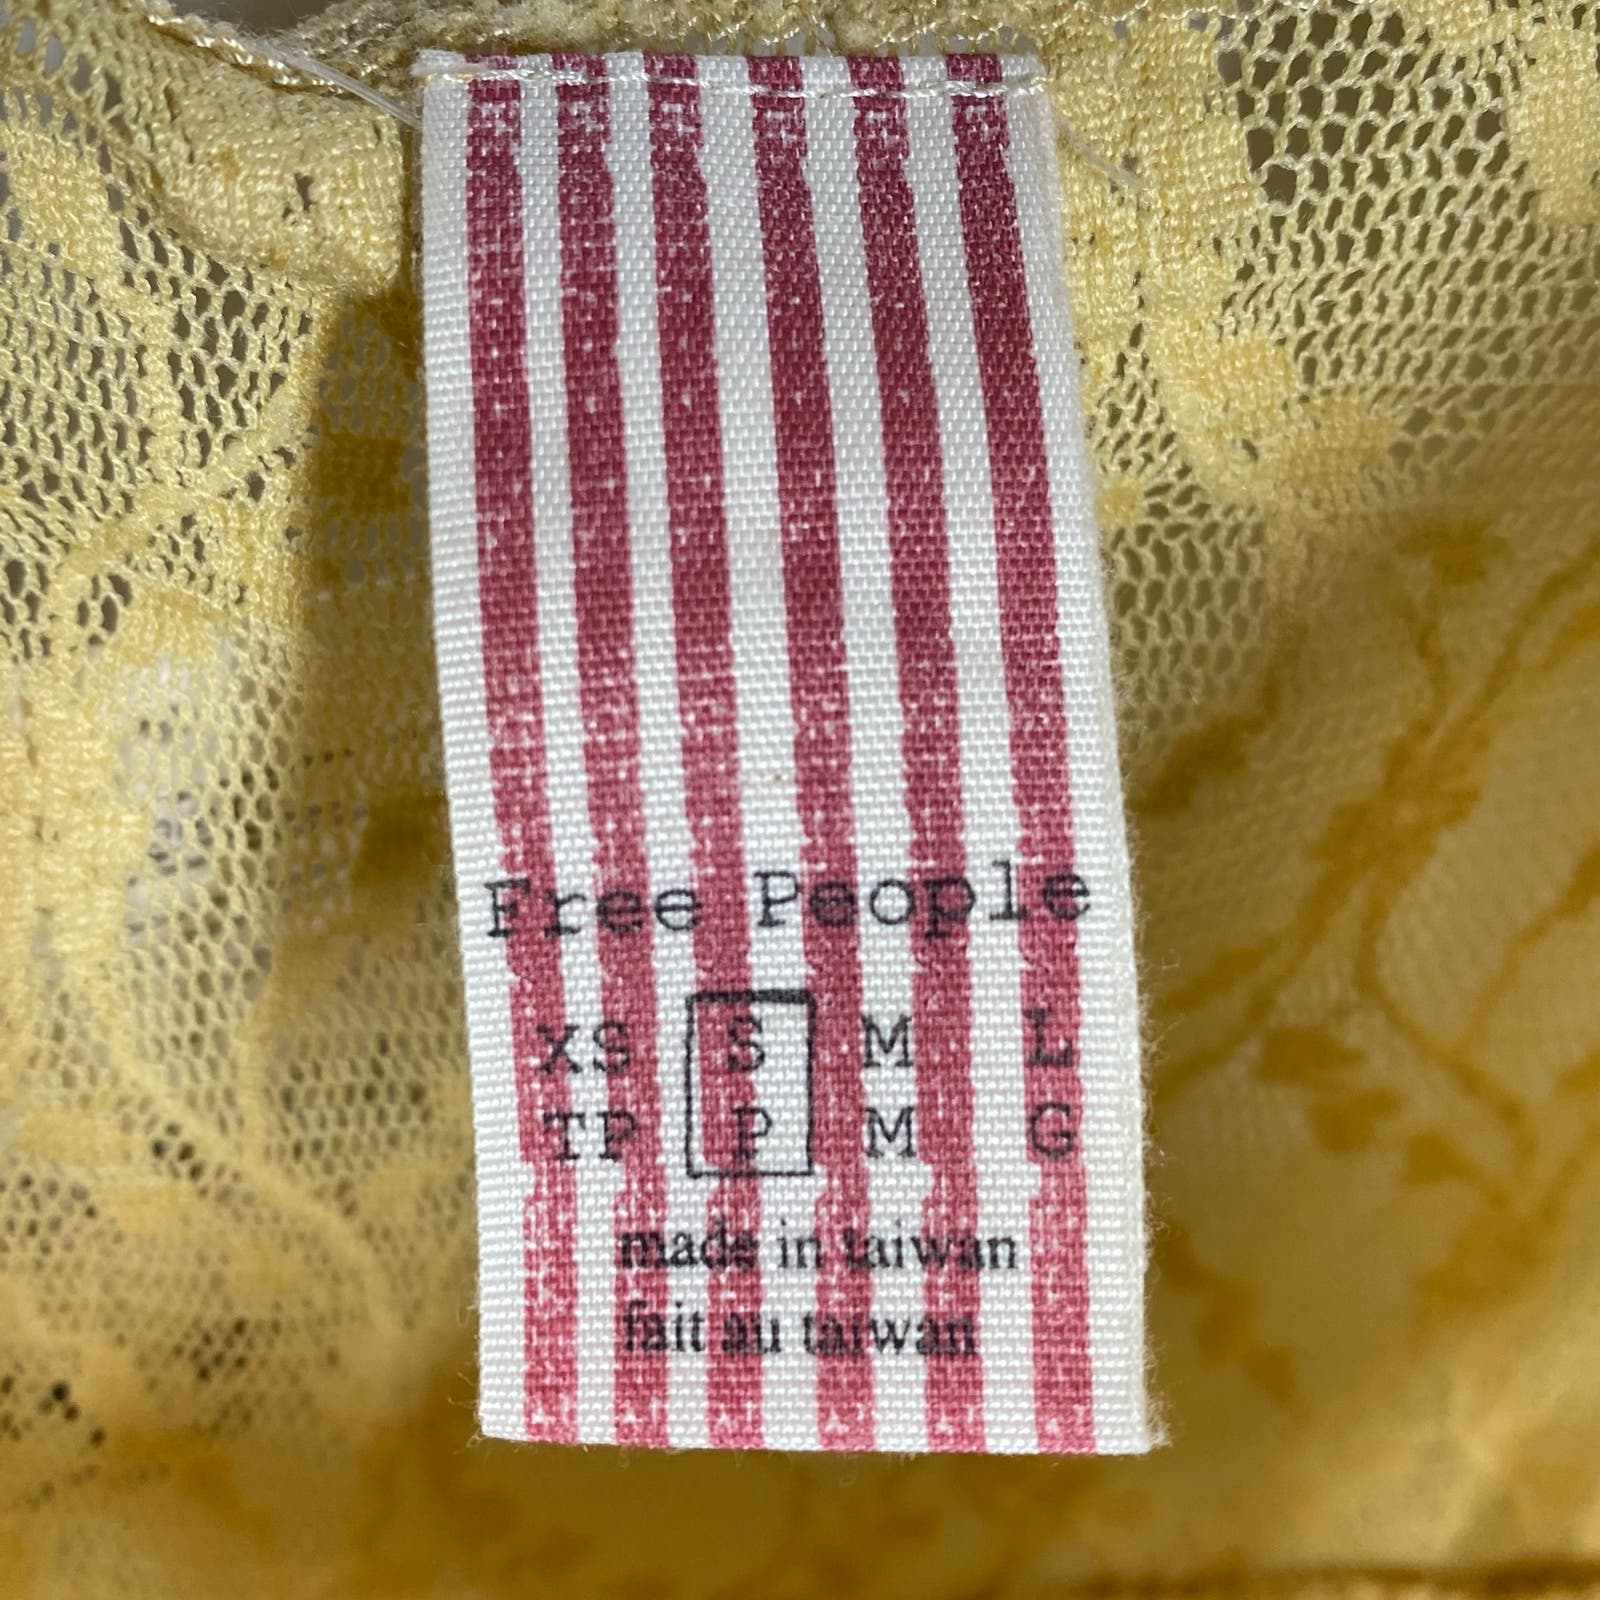 Free People
XS S M L
TP P M G
made in taiwan
fait au taiwan